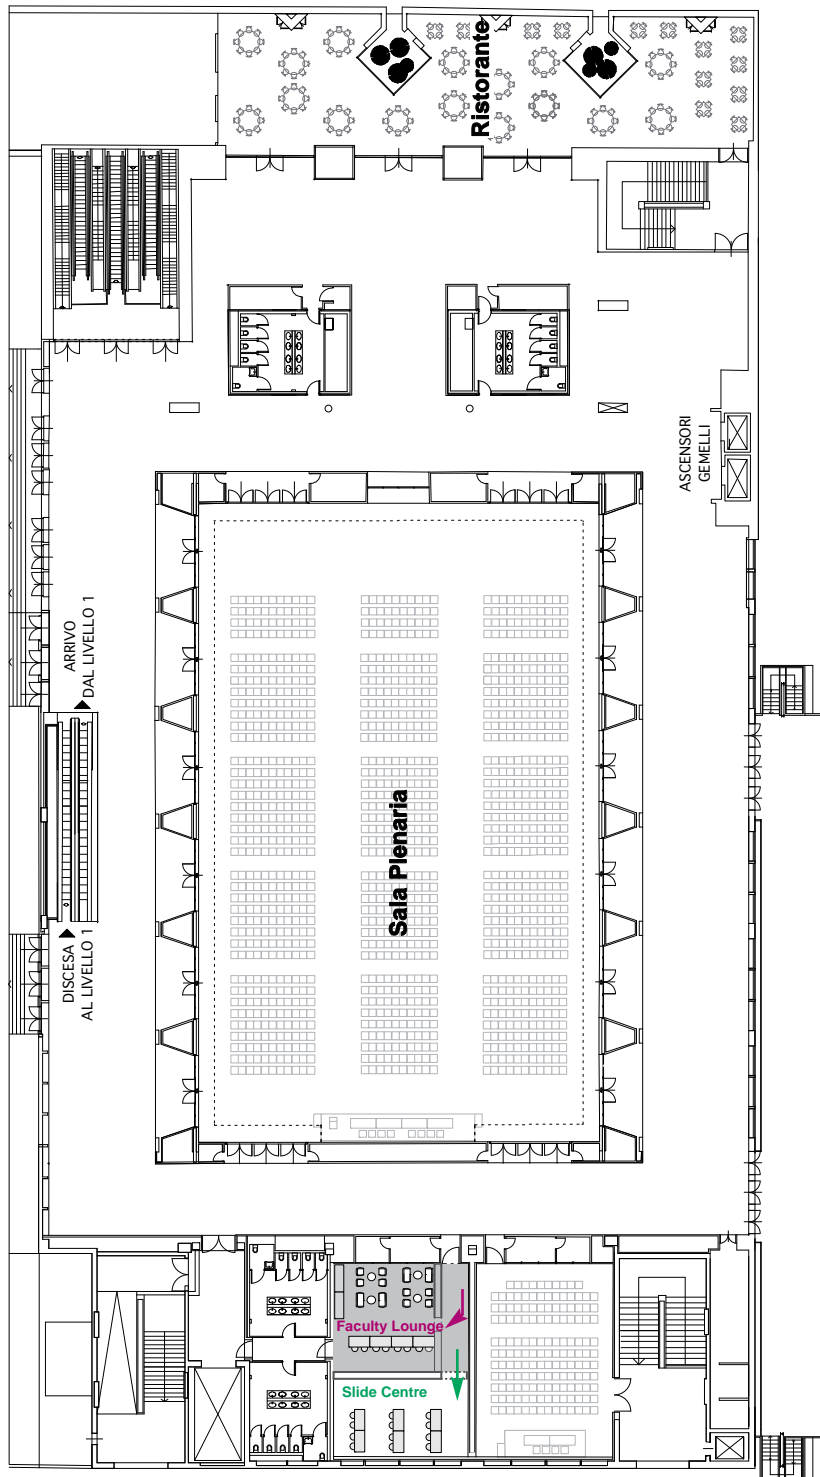 Ristorante
ASCENSORI
GEMELLI
ARRIVO
DAL LIVELLO 1
Sala Plenaria
DISCESA
AL LIVELLO 1
Faculty Lounge
Slide Centre